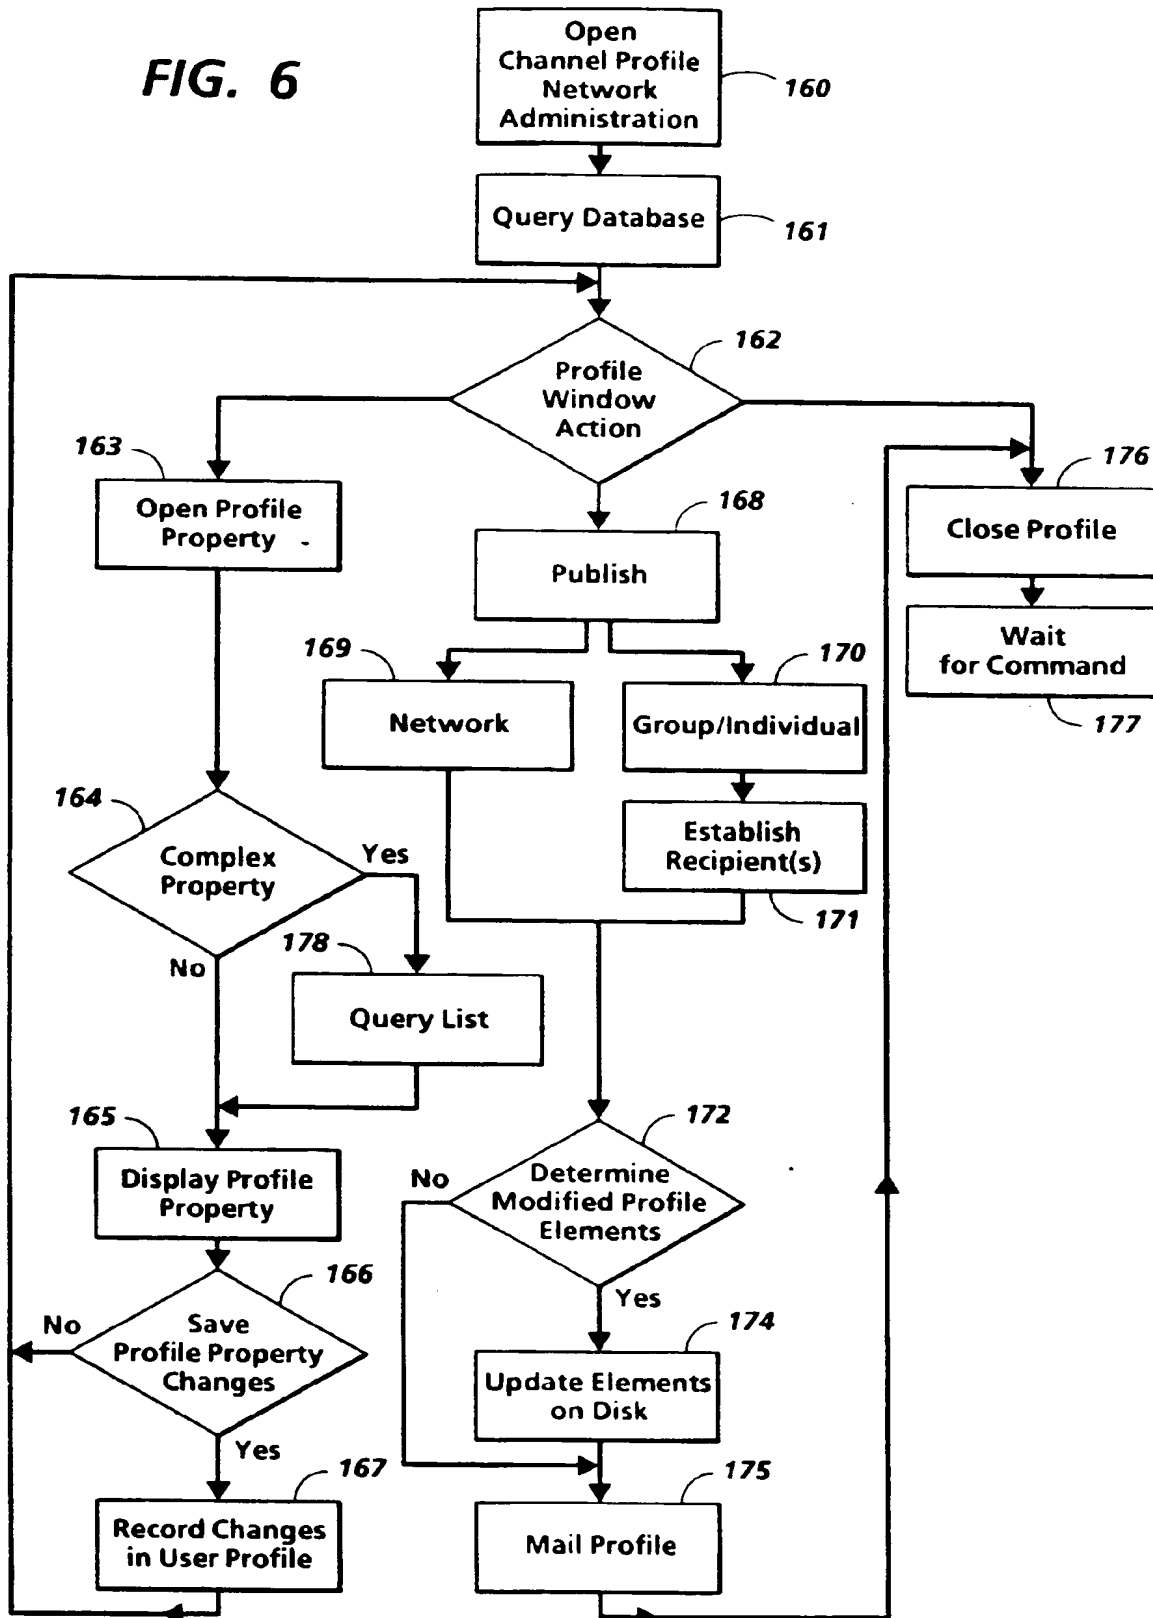 FIG. 6
Open
Channel Profile
Network
Administration
160
Query Database
161
Profile
Window
Action
162
163
Open Profile
Property
168
Publish
176
Close Profile
Wait
for Command
177
169
Network
170
Group/Individual
Establish
Recipient(s)
171
164
Complex
Property
Yes
No
178
Query List
165
Display Profile
Property
172
Determine
Modified Profile
Elements
No
Yes
166
Save
Profile Property
Changes
No
Yes
174
Update Elements
on Disk
167
Record Changes
in User Profile
175
Mail Profile